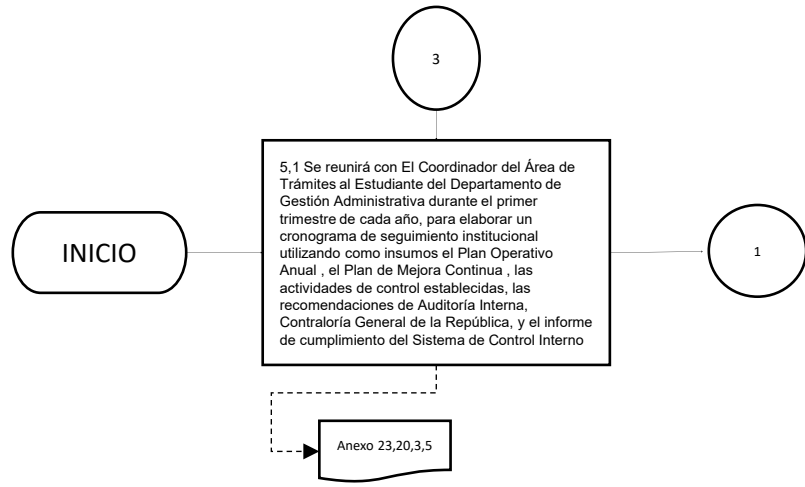 3
INICIO
5,1 Se reunirá con El Coordinador del Área de
Trámites al Estudiante del Departamento de
Gestión Administrativa durante el primer
trimestre de cada año, para elaborar un
cronograma de seguimiento institucional
utilizando como insumos el Plan Operativo
Anual , el Plan de Mejora Continua , las
actividades de control establecidas, las
recomendaciones de Auditoría Interna,
Contraloría General de la República, y el informe
de cumplimiento del Sistema de Control Interno
1
Anexo 23,20,3,5